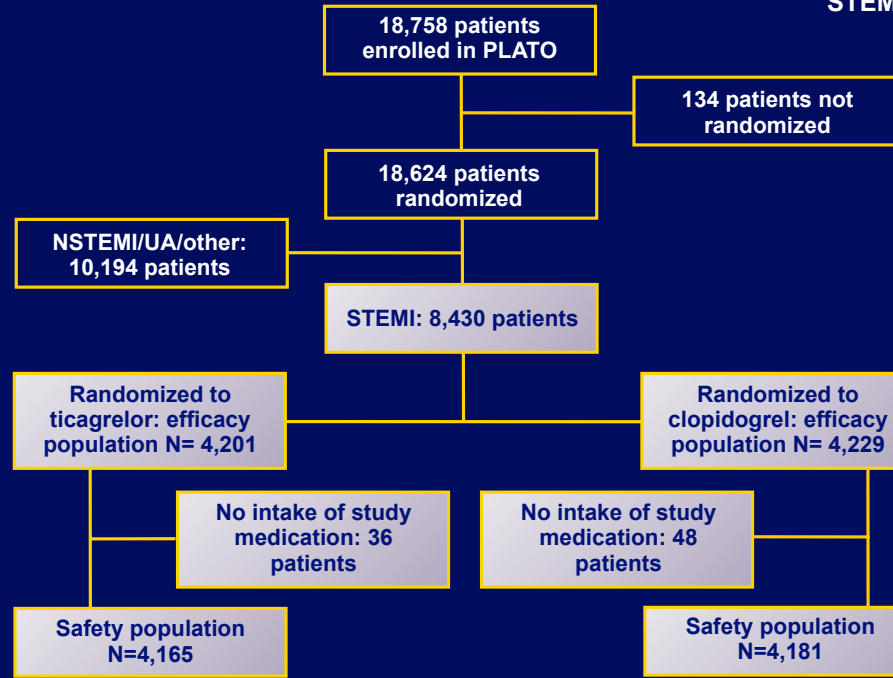 STEM
18,758 patients
enrolled in PLATO
134 patients not
randomized
18,624 patients
randomized
NSTEMI/UA/other:
10,194 patients
STEMI: 8,430 patients
Randomized to
ticagrelor: efficacy
population N= 4,201
Randomized to
clopidogrel: efficacy
population N= 4,229
No intake of study
medication: 36
patients
No intake of study
medication: 48
patients
Safety population
N=4,165
Safety population
N=4,181